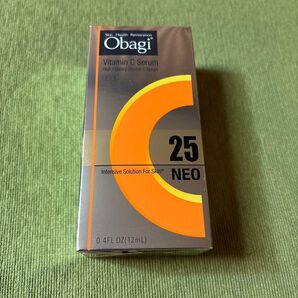 Skin Health Restoration
Obagi
Vitamin C Serum
High Potency Vitamin C Serum
25
NEO
Intensive Solution For Skin
0.4FL OZ(12mL)